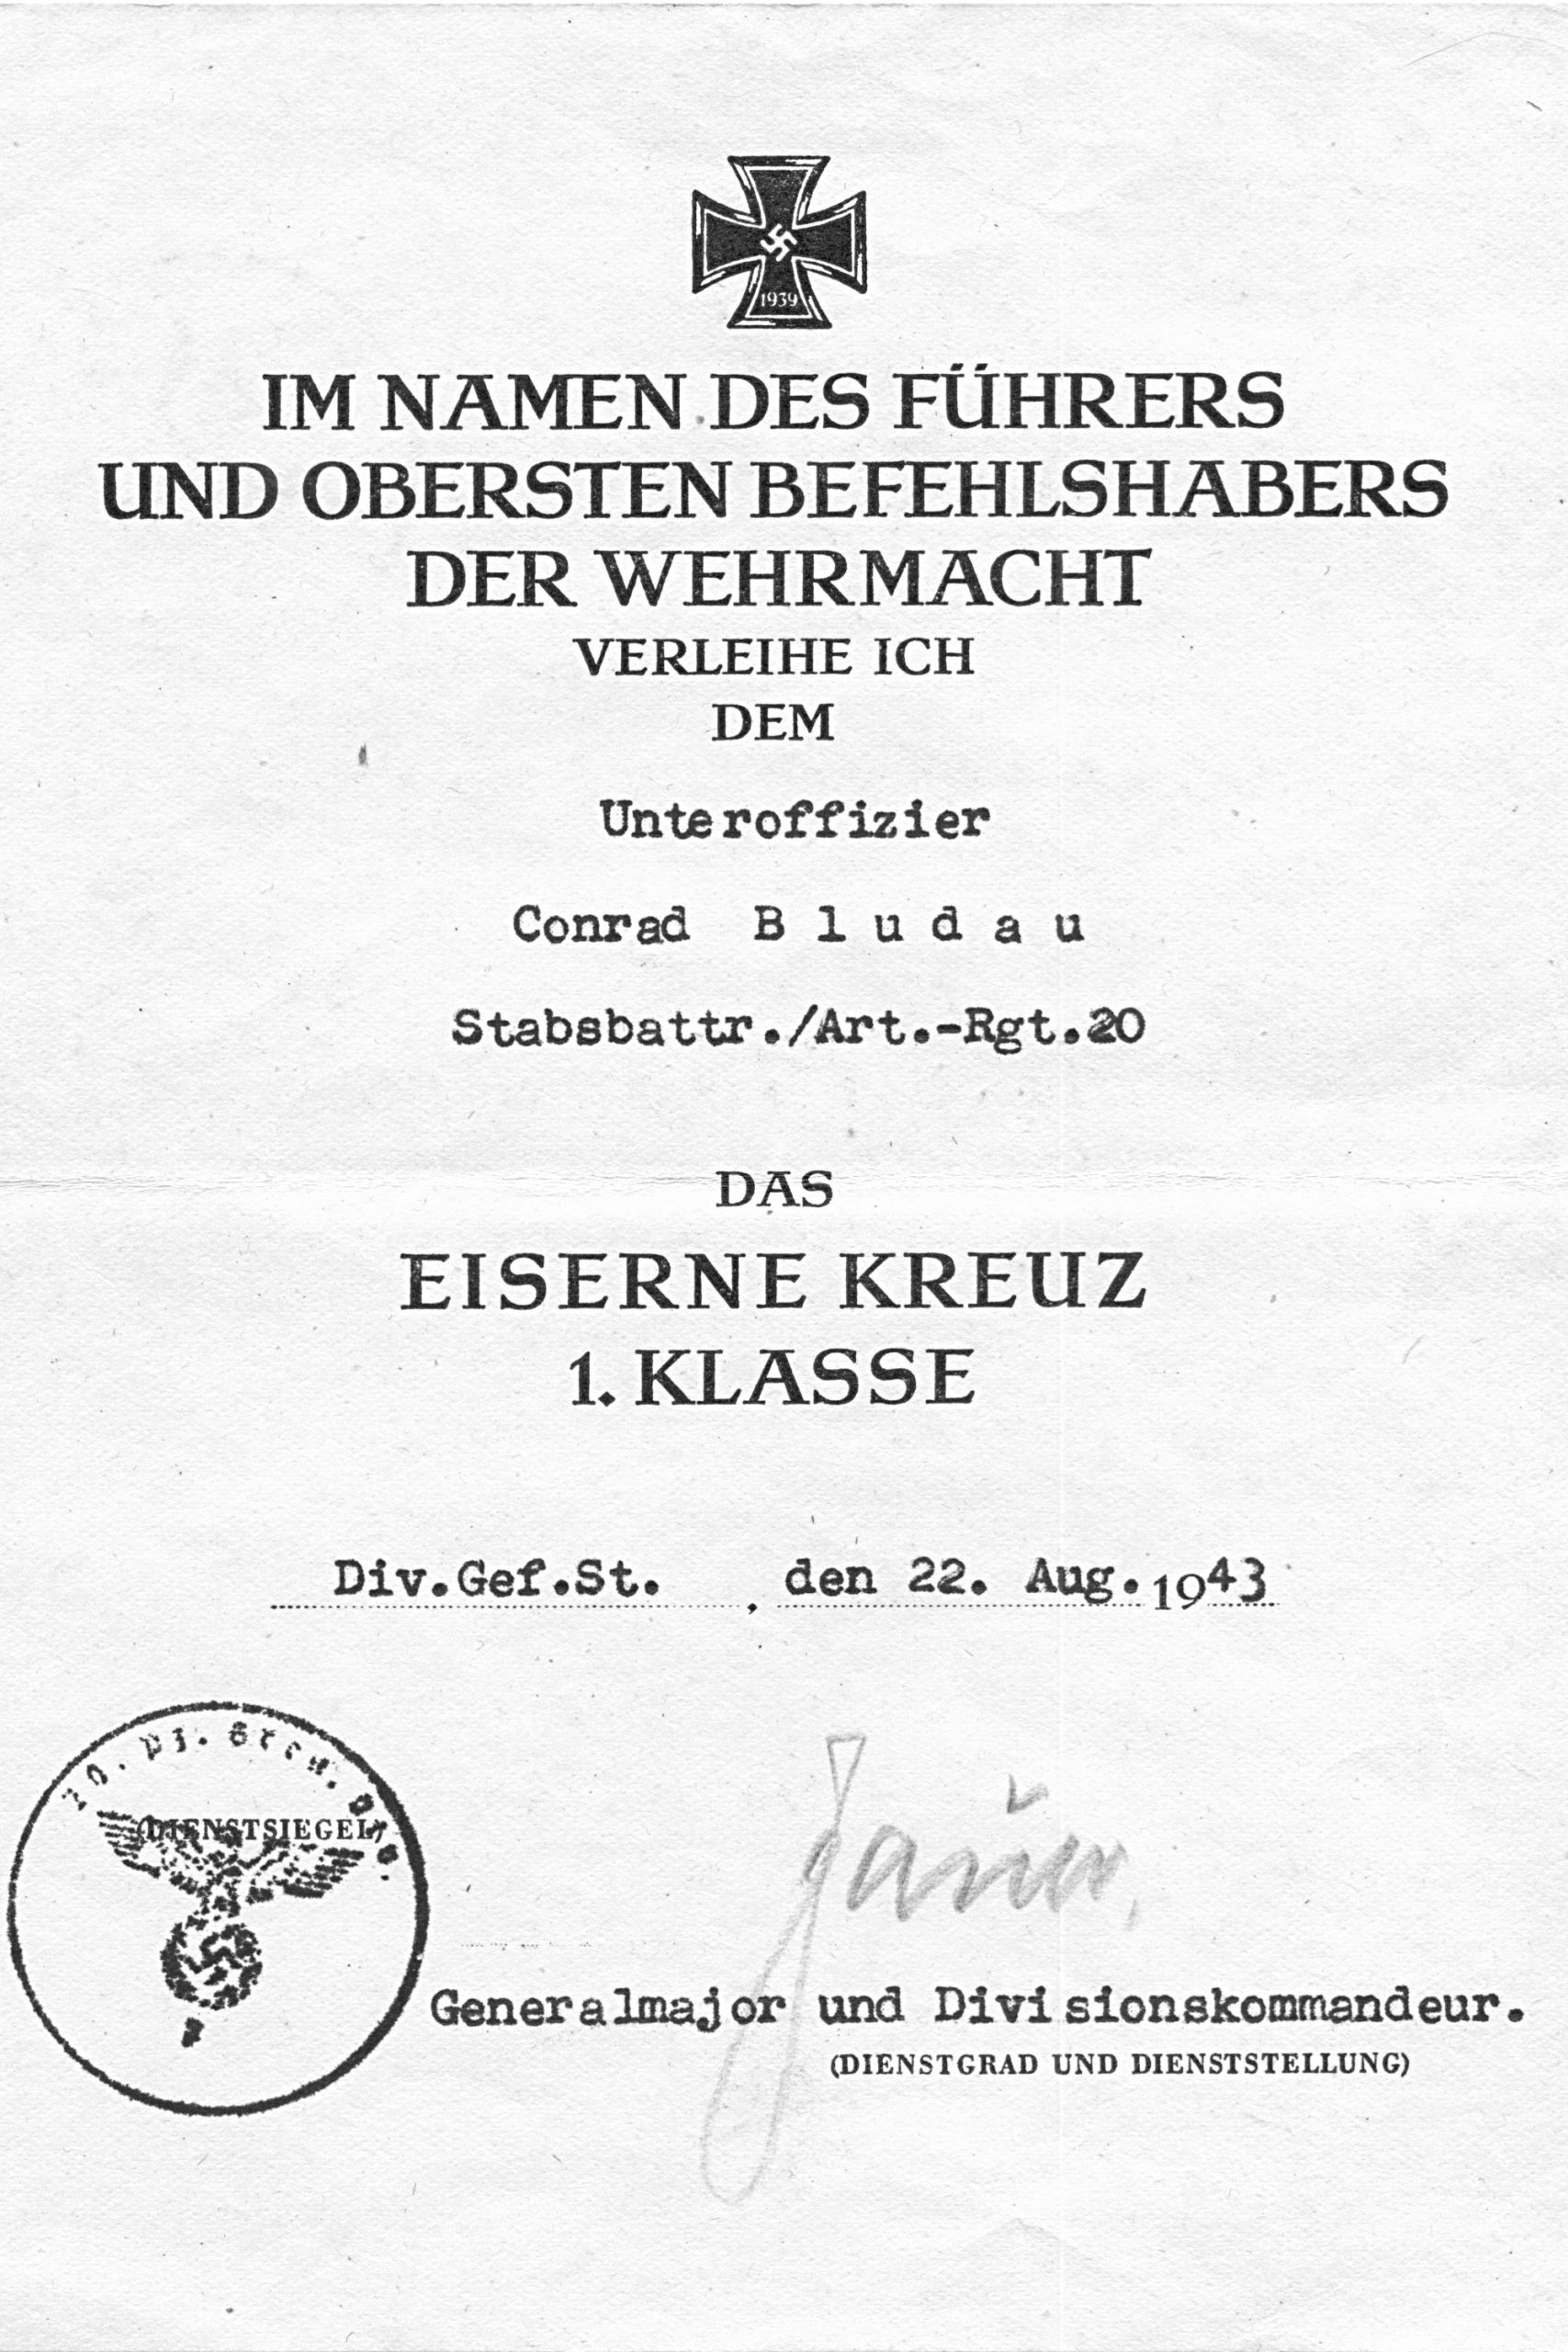 1939
IM NAMEN DES FÜHRERS
UND OBERSTEN BEFEHLSHABERS
DER WEHRMACHT
VERLEIHE ICH
DEM
Unteroffizier
Conrad B l u d a u
Stabsbattr./Art.-Rgt.20
DAS
EISERNE KREUZ
1. KLASSE
Div.Gef.St. , den 22. Aug. 1943
(DIENSTSIEGEL)
Generalmajor und Divisionskommandeur.
(DIENSTGRAD UND DIENSTSTELLUNG)